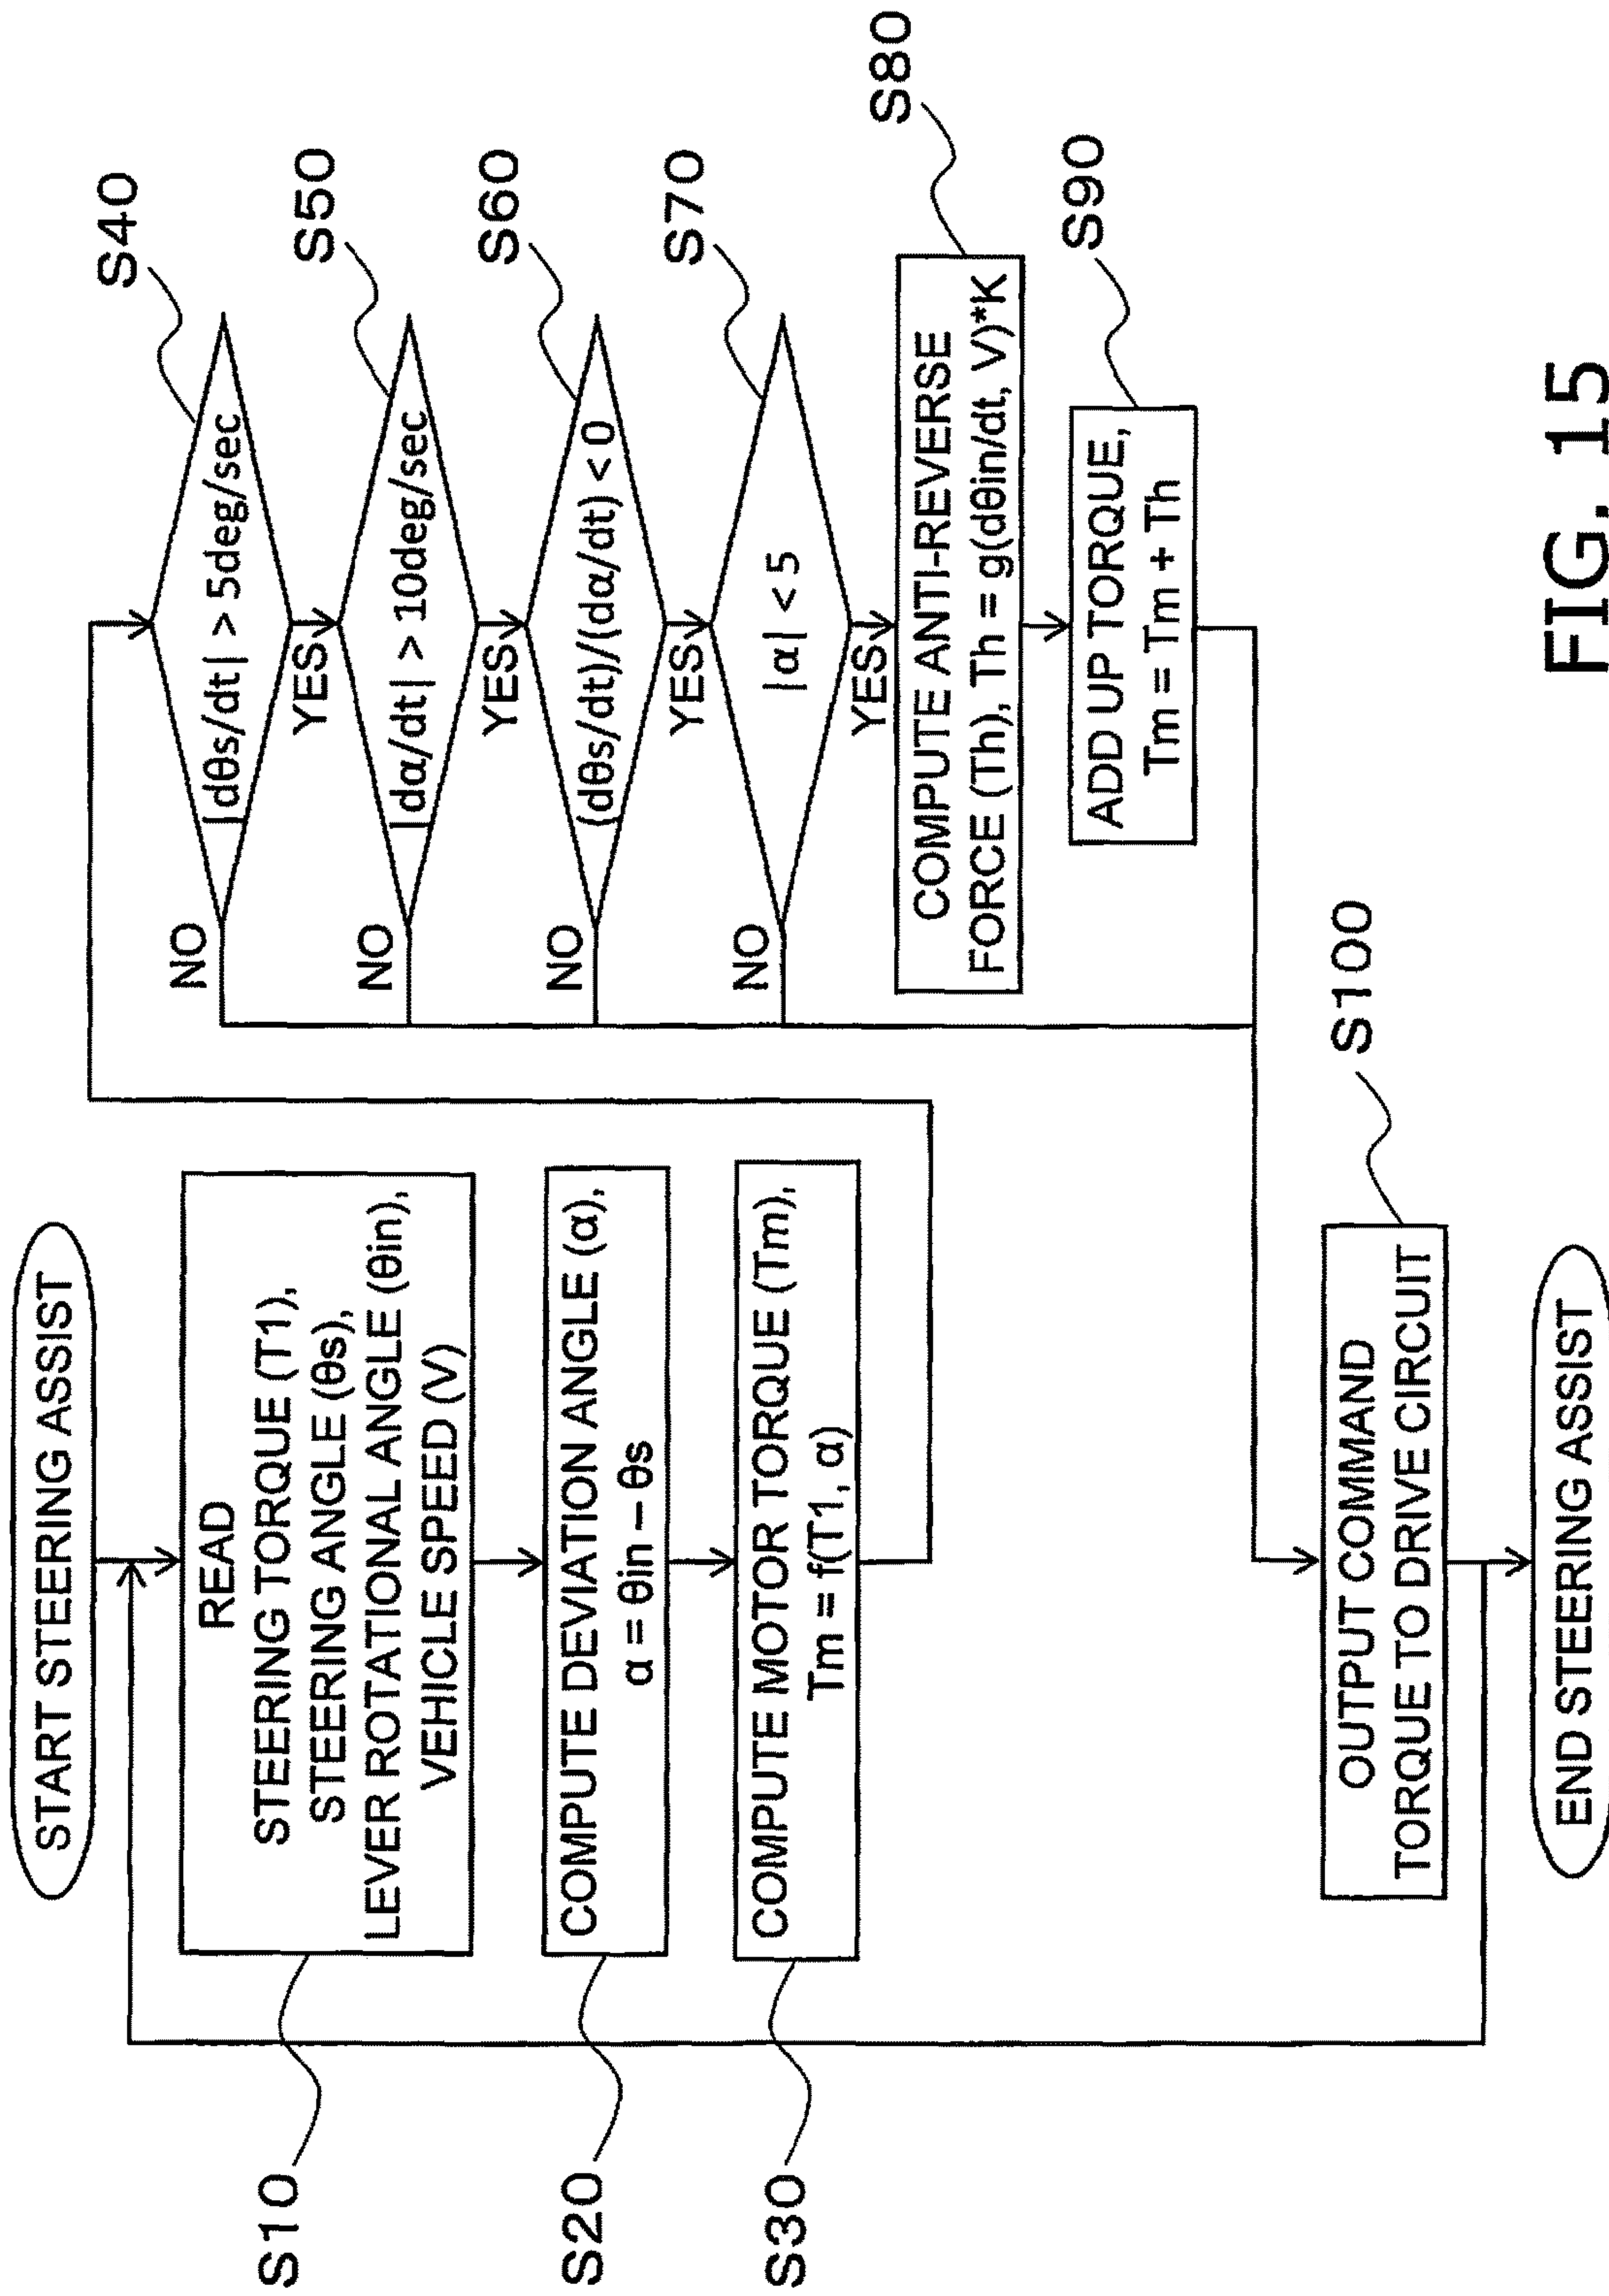 START STEERING ASSIST
READ
STEERING TORQUE (T1),
STEERING ANGLE (θs),
LEVER ROTATIONAL ANGLE (θin),
VEHICLE SPEED (V)
S10
COMPUTE DEVIATION ANGLE (α),
α = θin – θs
S20
COMPUTE MOTOR TORQUE (Tm),
Tm = f(T1, α)
S30
|dθs/dt| > 5deg/sec
S40
NO
YES
|dα/dt| > 10deg/sec
S50
NO
YES
(dθs/dt)/(dα/dt) < 0
S60
NO
YES
|α| < 5
S70
NO
YES
COMPUTE ANTI-REVERSE
FORCE (Th), Th = g(dθin/dt, V)*K
S80
ADD UP TORQUE,
Tm = Tm + Th
S90
OUTPUT COMMAND
TORQUE TO DRIVE CIRCUIT
S100
END STEERING ASSIST
FIG. 15